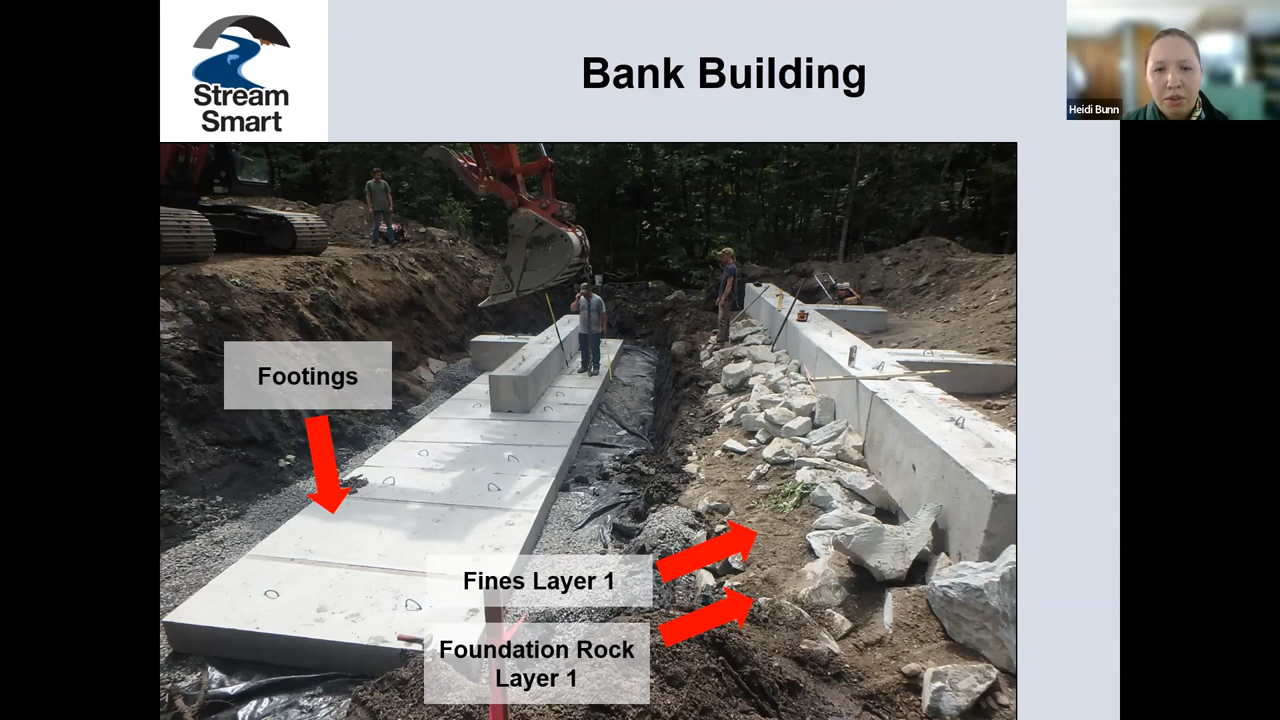 Stream
Smart
Bank Building
Heidi Bunn
Footings
Fines Layer 1
Foundation Rock
Layer 1